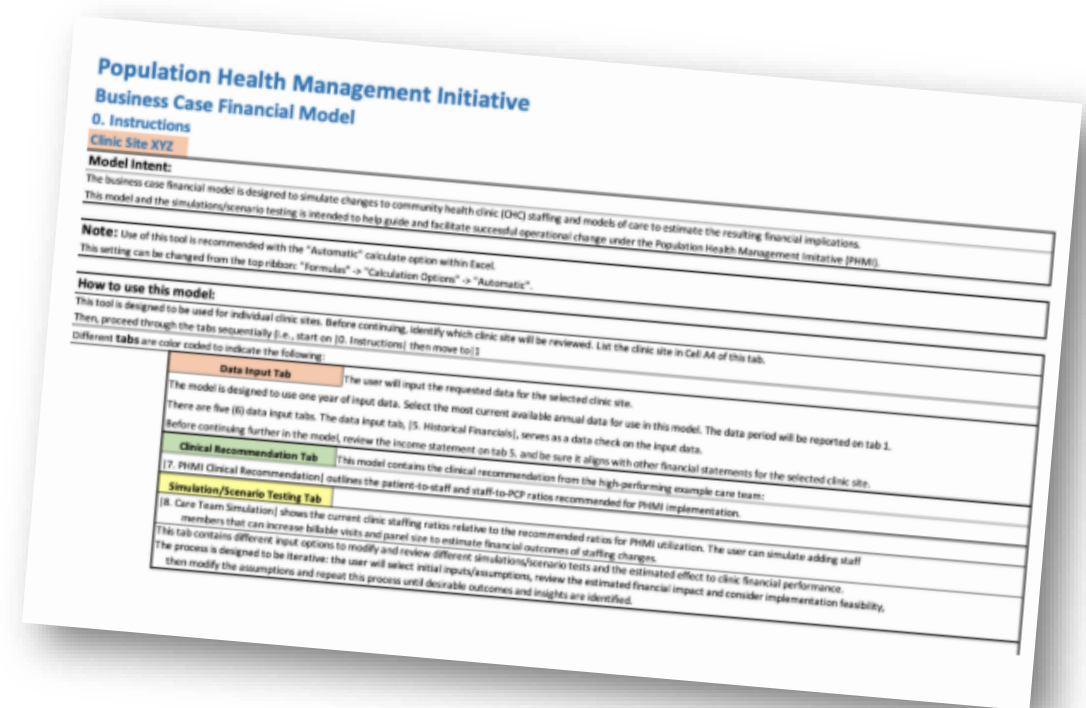 Population Health Management Initiative
Business Case Financial Model
0. Instructions
Clinic Site XYZ
Model Intent:
The business case financial model is designed to simulate changes to community health clinic (CHC) staffing and models of care to estimate the resulting financial implications.
This model and the simulations/scenario testing is intended to help guide and facilitate successful operational change under the Population Health Management Imitative (PHMI).
Note: Use of this tool is recommended with the "Automatic" calculate option within Excel.
This setting can be changed from the top ribbon: "Formulas" -> "Calculation Options" -> "Automatic".
How to use this model:
This tool is designed to be used for individual clinic sites. Before continuing, identify which clinic site will be reviewed. List the clinic site in Cell A4 of this tab.
Then, proceed through the tabs sequentially (i.e., start on |0. Instructions| then move to|1
Different tabs are color coded to indicate the following:
Data Input Tab The user will input the requested data for the selected clinic site.
The model is designed to use one year of input data. Select the most current available annual data for use in this model. The data period will be reported on tab 1.
There are five (6) data input tabs. The data input tab, |5. Historical Financials|, serves as a data check on the input data.
Before continuing further in the model, review the income statement on tab 5, and be sure it aligns with other financial statements for the selected clinic site.
Clinical Recommendation Tab This model contains the clinical recommendation from the high-performing example care team:
|7. PHMI Clinical Recommendation| outlines the patient-to-staff and staff-to-PCP ratios recommended for PHMI implementation.
Simulation/Scenario Testing Tab
|8. Care Team Simulation| shows the current clinic staffing ratios relative to the recommended ratios for PHMI utilization. The user can simulate adding staff
members that can increase billable visits and panel size to estimate financial outcomes of staffing changes.
This tab contains different input options to modify and review different simulations/scenario tests and the estimated effect to clinic financial performance.
The process is designed to be iterative: the user will select initial inputs/assumptions, review the estimated financial impact and consider implementation feasibility,
then modify the assumptions and repeat this process until desirable outcomes and insights are identified.